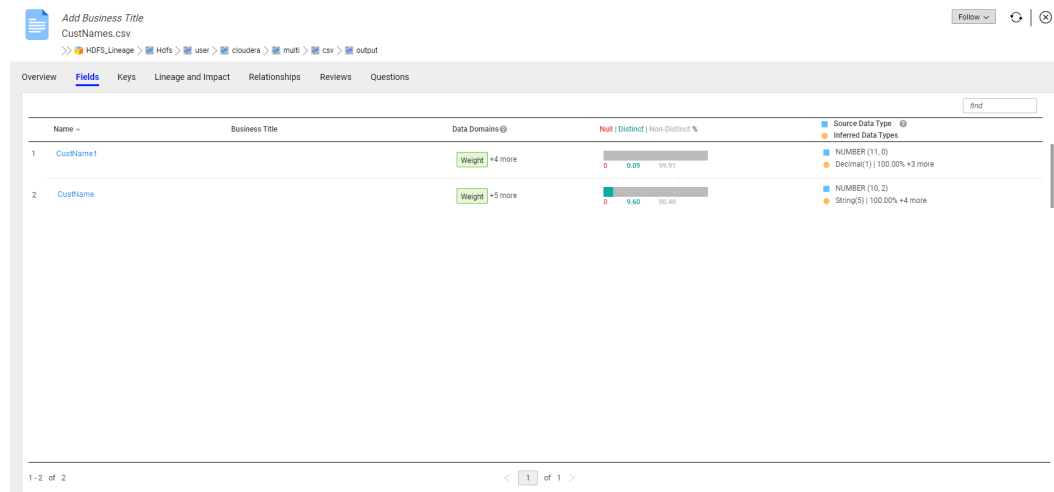 Add Business Title
Follow
CustNames.csv
HDFS_Lineage > Hdfs > user > cloudera > multi > csv > output
Overview Fields Keys Lineage and Impact Relationships Reviews Questions
find
Name Business Title Data Domains Null | Distinct | Non-Distinct % Source Data Type
Inferred Data Types
1 CustName1 Weight +4 more 0 0.09 99.91 NUMBER (11, 0)
Decimal(1) | 100.00% +3 more
2 CustName Weight +5 more 0 9.60 90.40 NUMBER (10, 2)
String(5) | 100.00% +4 more
1 - 2 of 2 < 1 of 1 >